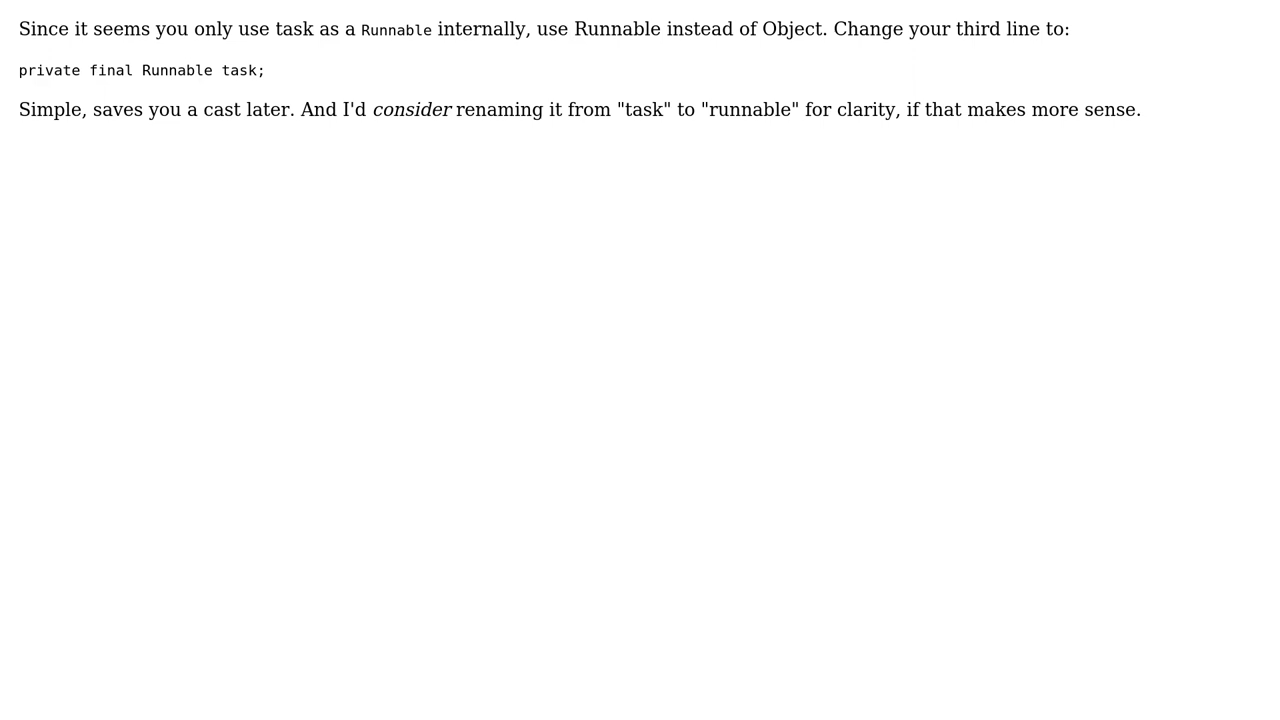 Since it seems you only use task as a Runnable internally, use Runnable instead of Object. Change your third line to:
private final Runnable task;
Simple, saves you a cast later. And I'd consider renaming it from "task" to "runnable" for clarity, if that makes more sense.